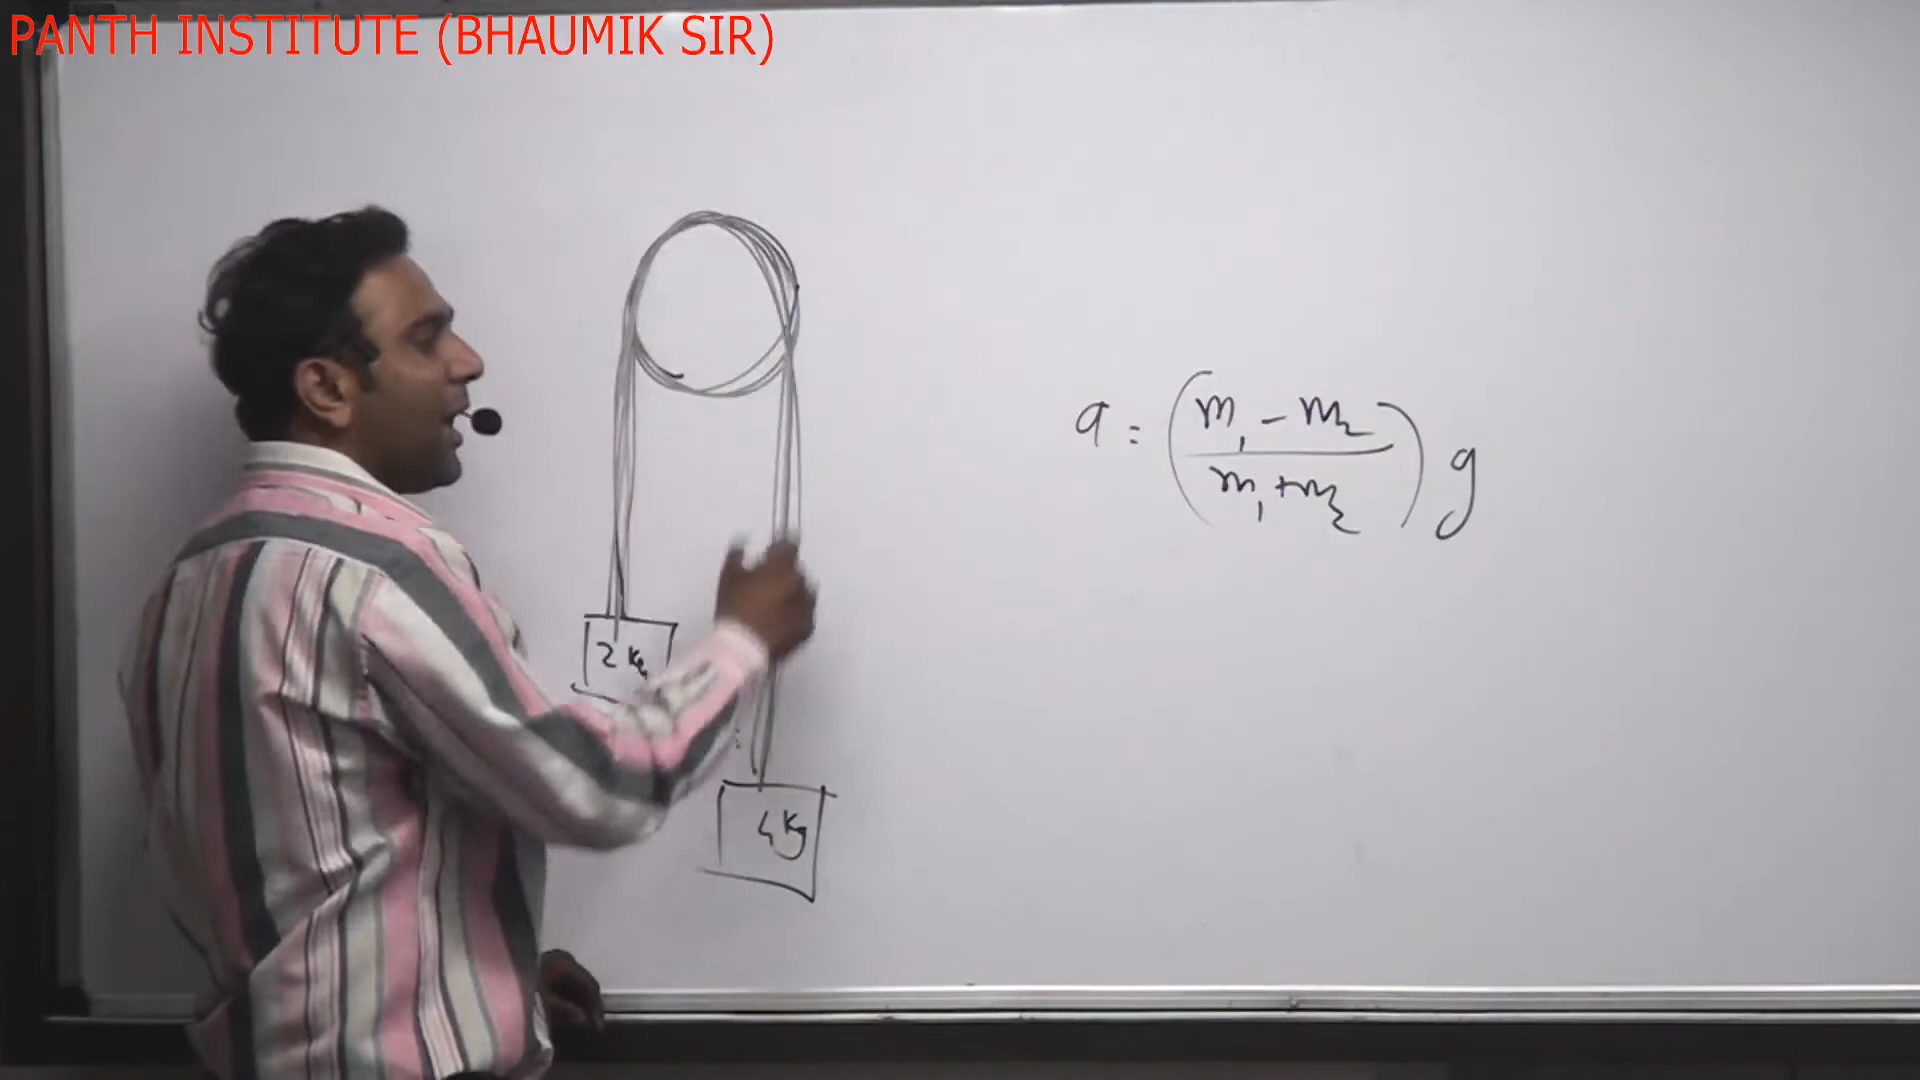 PANTH INSTITUTE (BHAUMIK SIR)
a = (m₁ - m₂ / m₁ + m₂) g
2 Kg
4 Kg